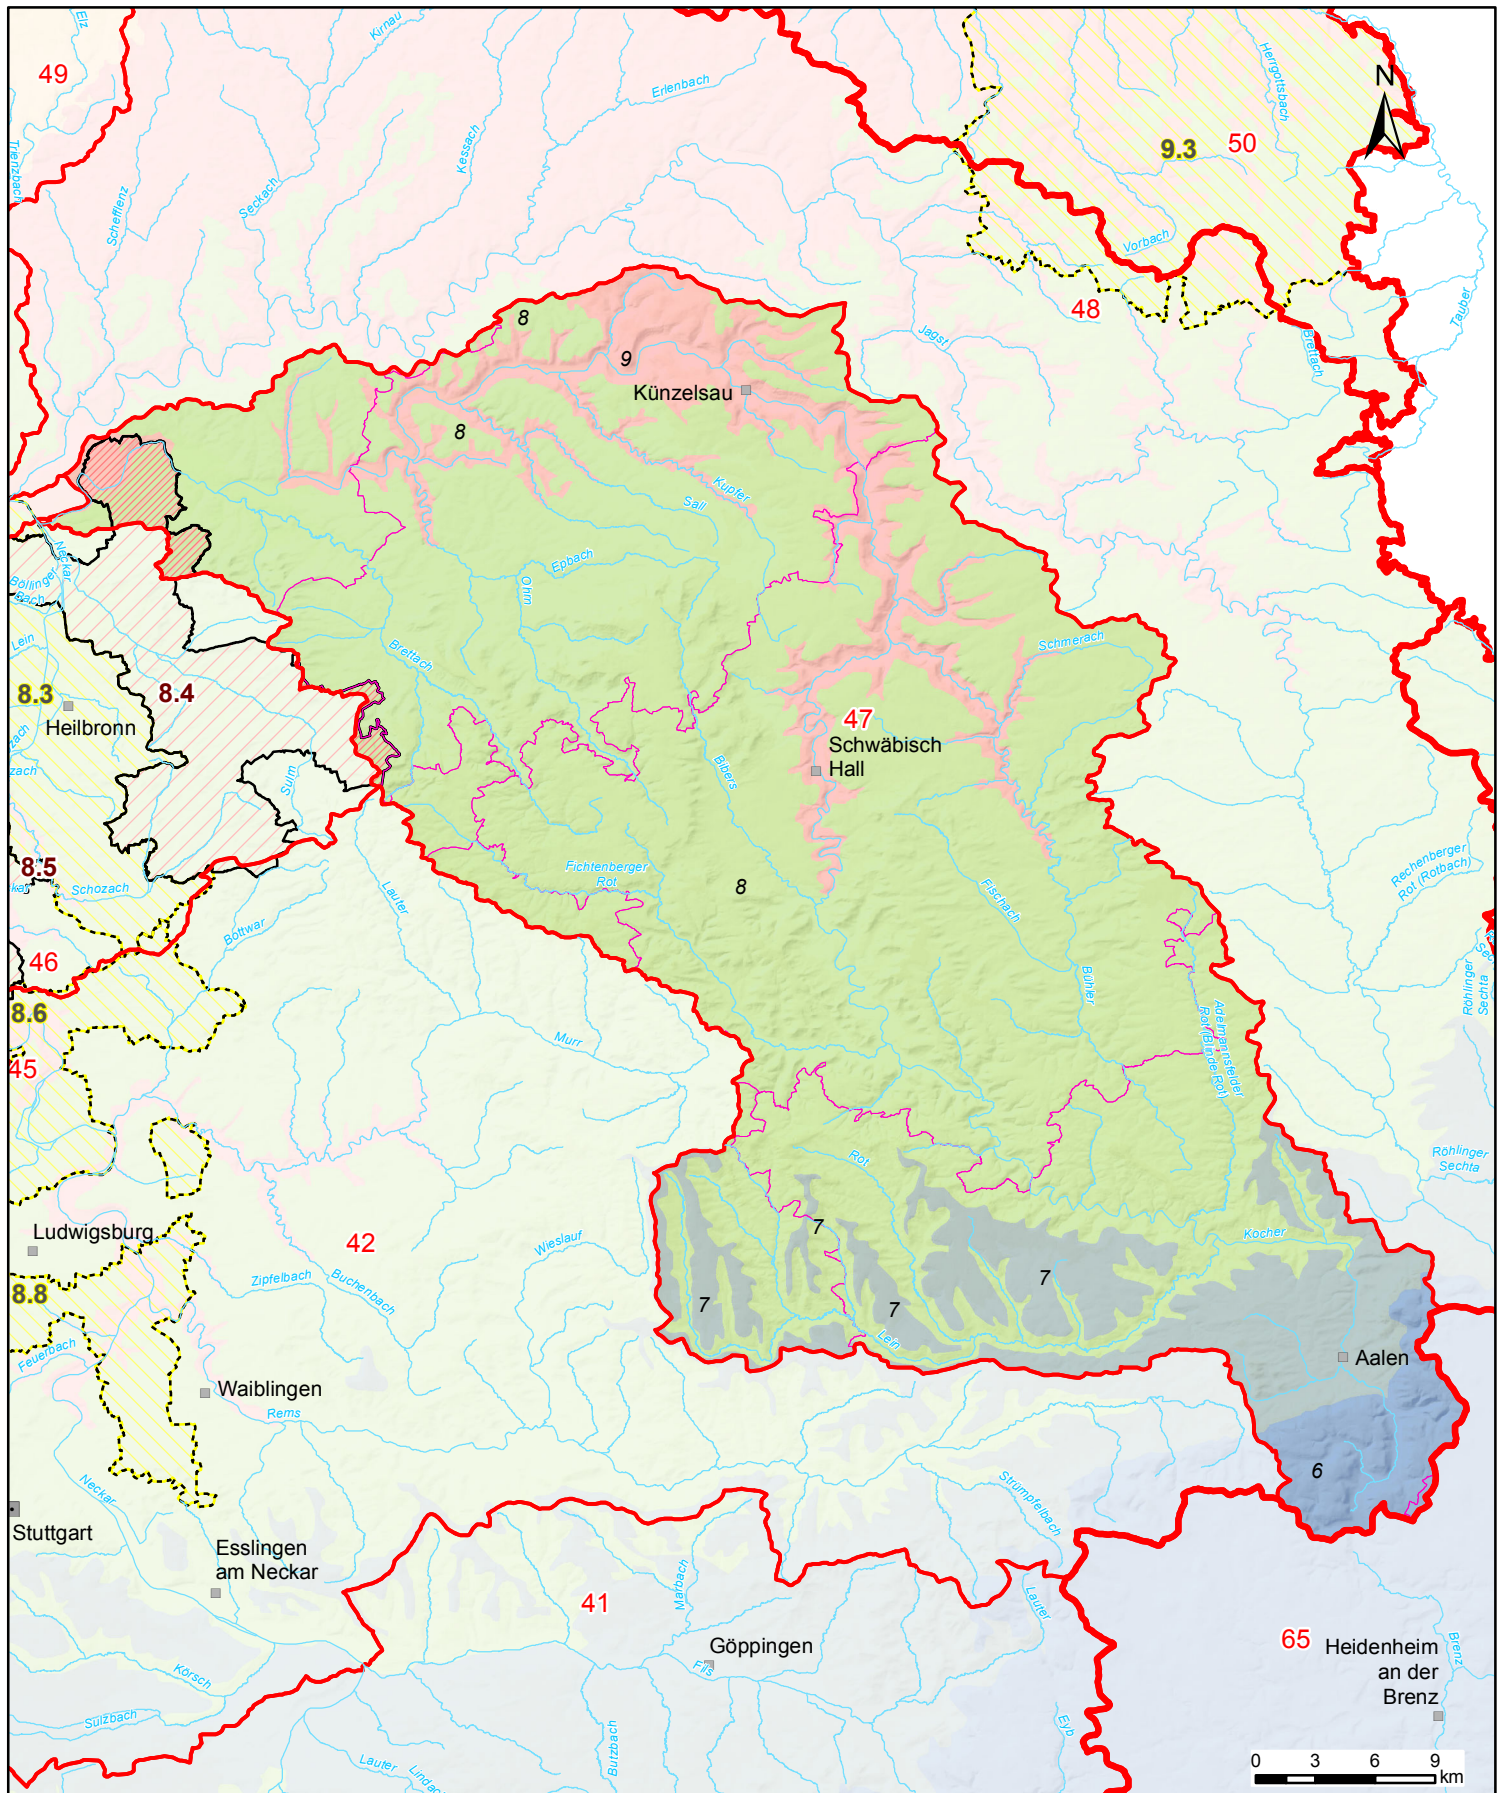 Elz
Kirnau
49
Erlenbach
Herrgottsbach
N
Trienzbach
Schefflenz
Seckach
Kessach
9.3
50
Vorbach
48
Jagst
Brettach
Tauber
8
9
Künzelsau
8
Kupfer
Sall
Neckar
Böllinger
Bach
Epbach
Ohrn
Lein
Brettach
Schmerach
8.3
8.4
Heilbronn
47
Schwäbisch
Hall
zach
zach
Sulm
Bibers
8.5
Schozach
Lauter
Fichtenberger
Rot
8
Fischach
Rechenberger
Rot (Rotbach)
Bottwar
46
Bühler
Röhlinger
Sechta
8.6
Adelmannsfelder
Rot (Blinde Rot)
Murr
45
Rot
Röhlinger
Sechta
Ludwigsburg
42
Wieslauf
7
Kocher
Zipfelbach
Buchenbach
7
8.8
7
7
Lein
Feuerbach
Aalen
Waiblingen
Rems
6
Neckar
Strümpfelbach
Stuttgart
Esslingen
am Neckar
Marbach
41
Lauter
65
Göppingen
Fils
Heidenheim
an der
Brenz
Brenz
Körsch
Sulzbach
Eyb
Butzbach
Lauter
0 3 6 9
km